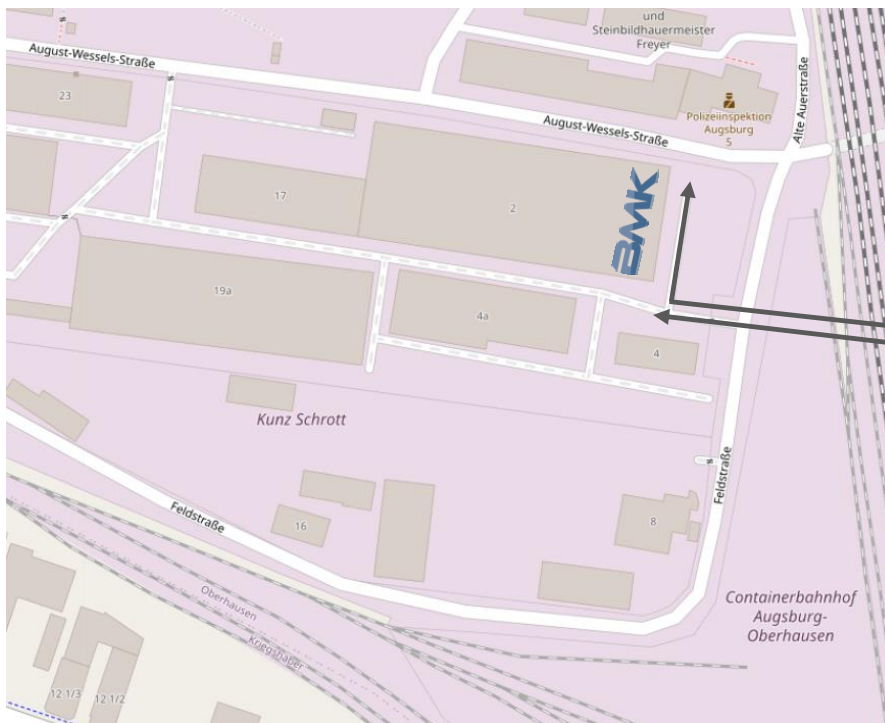 und
Steinbildhauermeister
Freyer
August-Wessels-Straße
23
Polizeiinspektion
Augsburg
5
Alte Auerstraße
August-Wessels-Straße
17
2
BMK
19a
4a
4
Kunz Schrott
Feldstraße
16
8
Feldstraße
Containerbahnhof
Augsburg-
Oberhausen
Oberhausen
Kriegshaber
12 1/3
12 1/2